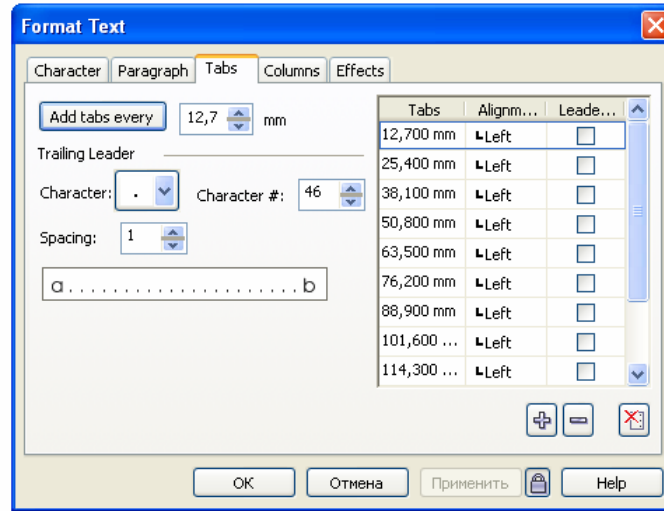 Format Text
Character Paragraph Tabs Columns Effects
Add tabs every 12,7 mm
Trailing Leader
Character: . Character #: 46
Spacing: 1
a......................b
Tabs Alignm... Leade...
12,700 mm Left
25,400 mm Left
38,100 mm Left
50,800 mm Left
63,500 mm Left
76,200 mm Left
88,900 mm Left
101,600 ... Left
114,300 ... Left
OK Отмена Применить Help